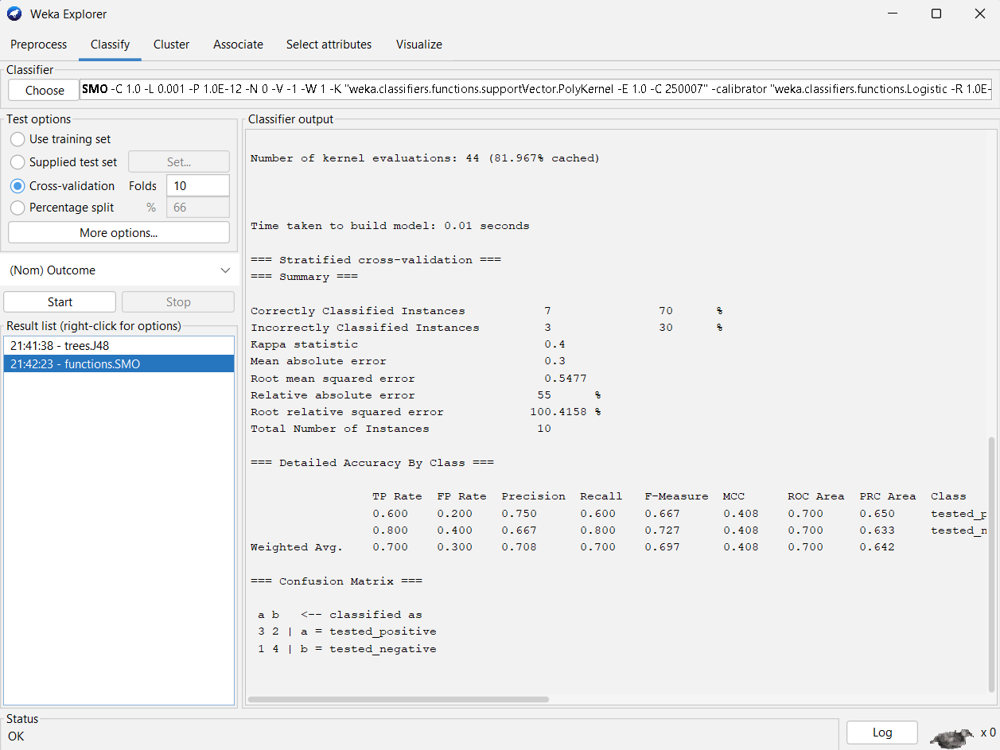 Weka Explorer
Preprocess Classify Cluster Associate Select attributes Visualize
Classifier
Choose SMO -C 1.0 -L 0.001 -P 1.0E-12 -N 0 -V -1 -W 1 -K "weka.classifiers.functions.supportVector.PolyKernel -E 1.0 -C 250007" -calibrator "weka.classifiers.functions.Logistic -R 1.0E-
Test options
Use training set
Supplied test set Set...
Cross-validation Folds 10
Percentage split % 66
More options...
(Nom) Outcome
Start Stop
Result list (right-click for options)
21:41:38 - trees.J48
21:42:23 - functions.SMO
Classifier output
Number of kernel evaluations: 44 (81.967% cached)
Time taken to build model: 0.01 seconds
=== Stratified cross-validation ===
=== Summary ===
Correctly Classified Instances 7 70 %
Incorrectly Classified Instances 3 30 %
Kappa statistic 0.4
Mean absolute error 0.3
Root mean squared error 0.5477
Relative absolute error 55 %
Root relative squared error 100.4158 %
Total Number of Instances 10
=== Detailed Accuracy By Class ===
TP Rate FP Rate Precision Recall F-Measure MCC ROC Area PRC Area Class
0.600 0.200 0.750 0.600 0.667 0.408 0.700 0.650 tested_p
0.800 0.400 0.667 0.800 0.727 0.408 0.700 0.633 tested_n
Weighted Avg. 0.700 0.300 0.708 0.700 0.697 0.408 0.700 0.642
=== Confusion Matrix ===
a b <-- classified as
3 2 | a = tested_positive
1 4 | b = tested_negative
Status
OK
Log x 0